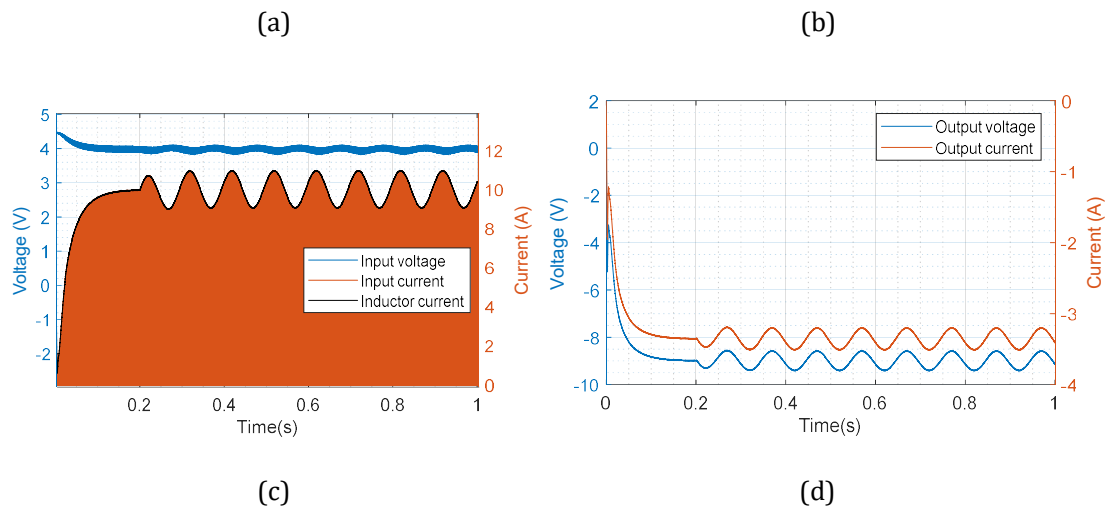 (a)
(b)
5
4
3
2
1
0
-1
-2
Voltage (V)
12
10
8
6
4
2
0
Current (A)
Input voltage
Input current
Inductor current
0.2
0.4
0.6
0.8
1
Time(s)
2
0
-2
-4
-6
-8
-10
Voltage (V)
0
-1
-2
-3
-4
Current (A)
Output voltage
Output current
0
0.2
0.4
0.6
0.8
1
Time(s)
(c)
(d)